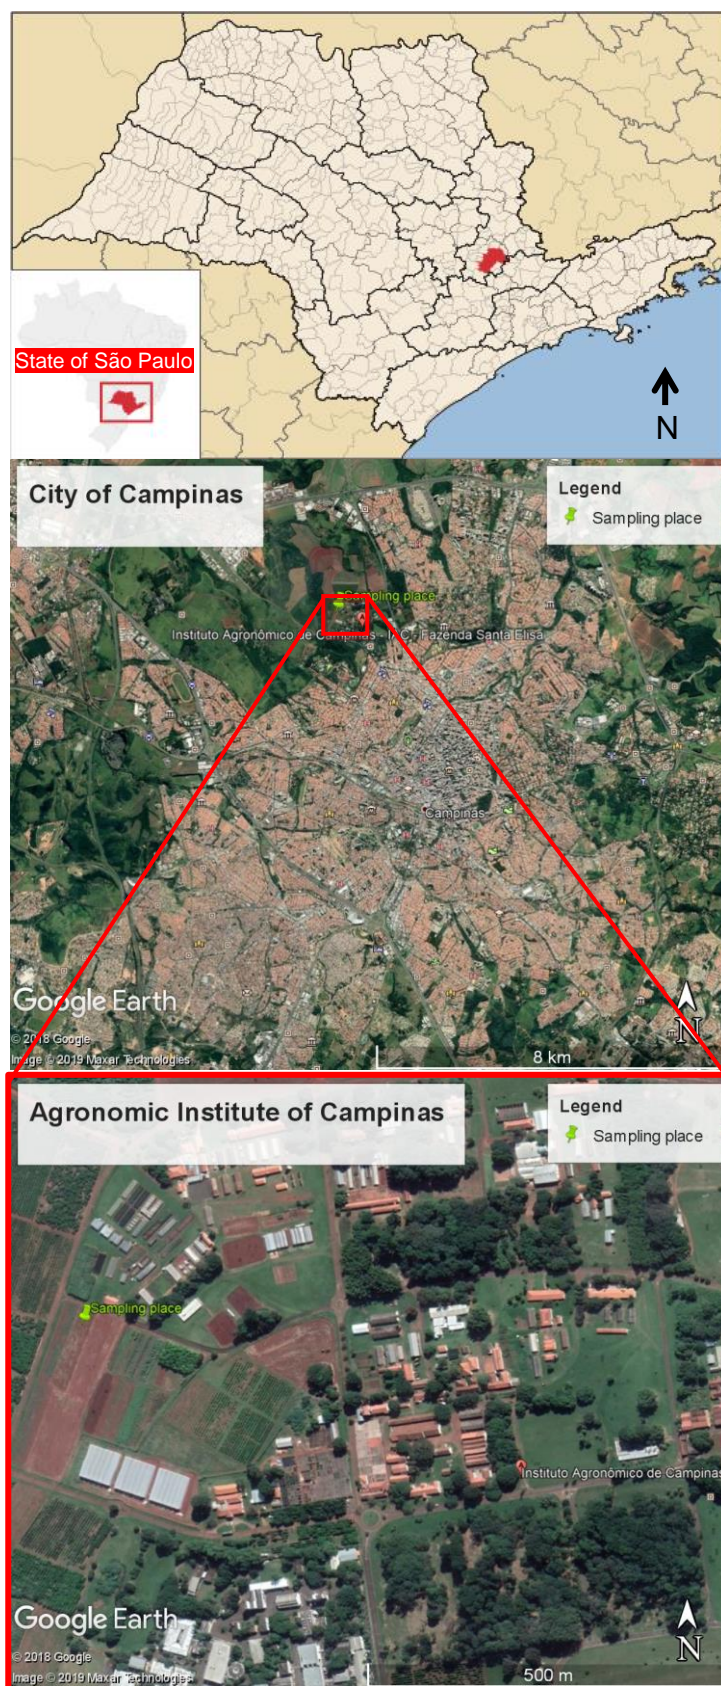 State of São Paulo
N
City of Campinas
Legend
Sampling place
Sampling place
Instituto Agronômico de Campinas - IAC - Fazenda Santa Elisa
Campinas
Google Earth
N
© 2018 Google
Image © 2019 Maxar Technologies
8 km
Agronomic Institute of Campinas
Legend
Sampling place
Sampling place
Instituto Agronômico de Campinas
Google Earth
N
© 2018 Google
Image © 2019 Maxar Technologies
500 m